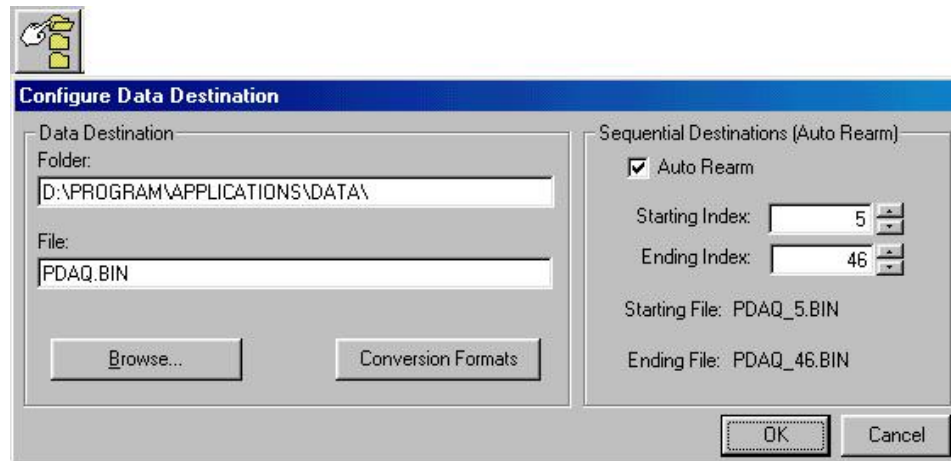 Configure Data Destination
Data Destination
Folder:
D:\PROGRAM\APPLICATIONS\DATA\
File:
PDAQ.BIN
Browse...
Conversion Formats
Sequential Destinations (Auto Rearm)
Auto Rearm
Starting Index: 5
Ending Index: 46
Starting File: PDAQ_5.BIN
Ending File: PDAQ_46.BIN
OK
Cancel